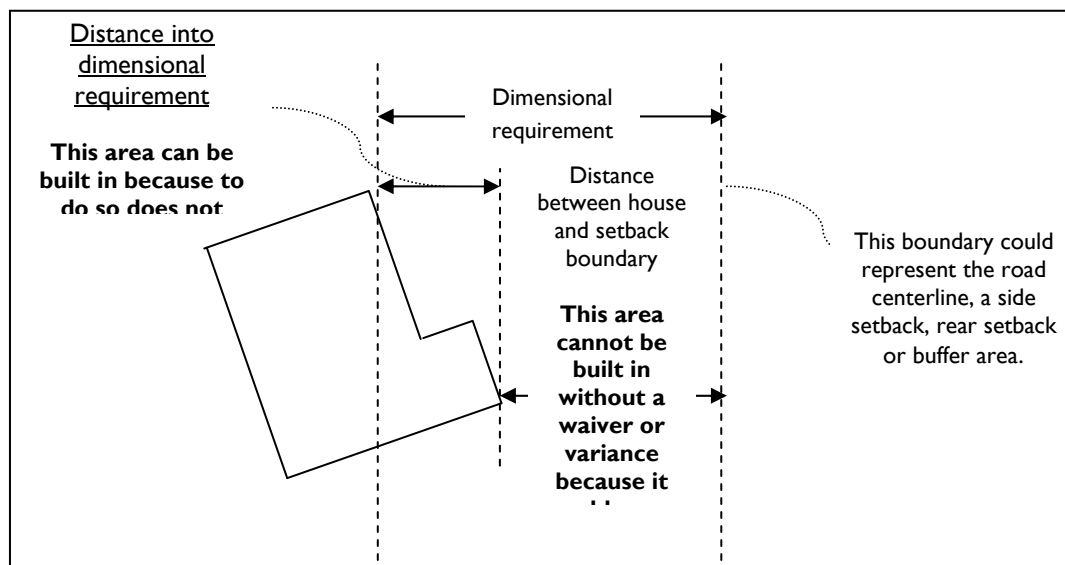 Distance into
dimensional
requirement
This area can be
built in because to
do so does not
Dimensional
requirement
Distance
between house
and setback
boundary
This area
cannot be
built in
without a
waiver or
variance
because it
This boundary could
represent the road
centerline, a side
setback, rear setback
or buffer area.